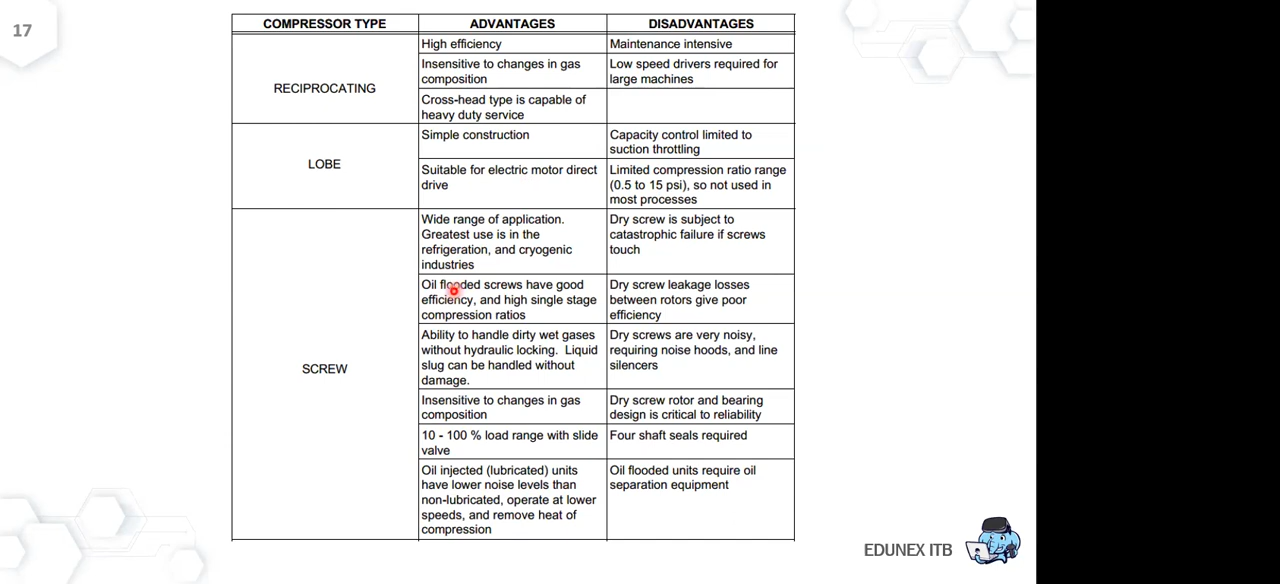 17
COMPRESSOR TYPE ADVANTAGES DISADVANTAGES
RECIPROCATING
High efficiency
Maintenance intensive
Insensitive to changes in gas
composition
Low speed drivers required for
large machines
Cross-head type is capable of
heavy duty service
LOBE
Simple construction
Capacity control limited to
suction throttling
Suitable for electric motor direct
drive
Limited compression ratio range
(0.5 to 15 psi), so not used in
most processes
SCREW
Wide range of application.
Greatest use is in the
refrigeration, and cryogenic
industries
Dry screw is subject to
catastrophic failure if screws
touch
Oil flooded screws have good
efficiency, and high single stage
compression ratios
Dry screw leakage losses
between rotors give poor
efficiency
Ability to handle dirty wet gases
without hydraulic locking. Liquid
slug can be handled without
damage.
Dry screws are very noisy,
requiring noise hoods, and line
silencers
Insensitive to changes in gas
composition
Dry screw rotor and bearing
design is critical to reliability
10 - 100 % load range with slide
valve
Four shaft seals required
Oil injected (lubricated) units
have lower noise levels than
non-lubricated, operate at lower
speeds, and remove heat of
compression
Oil flooded units require oil
separation equipment
EDUNEX ITB